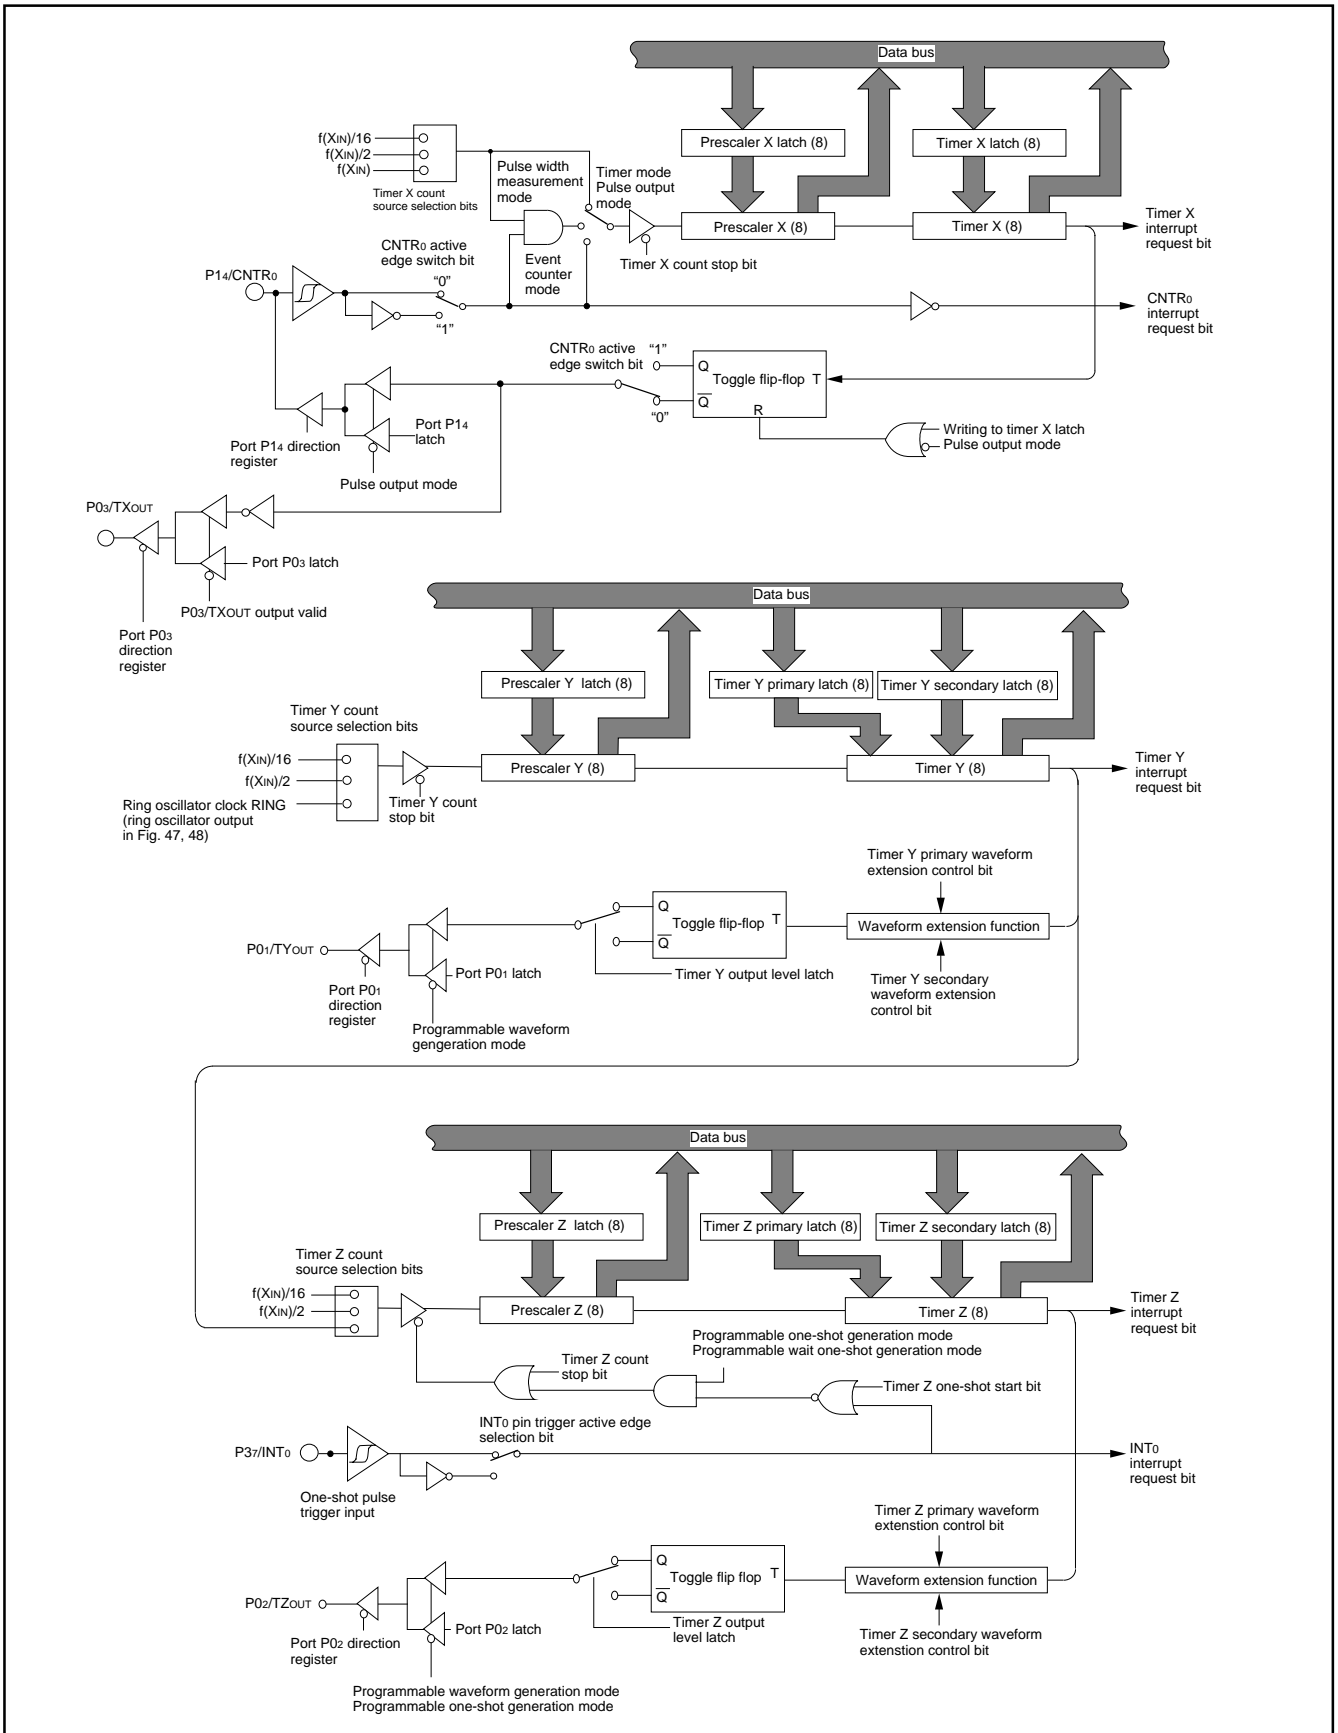 Data bus
f(XIN)/16
f(XIN)/2
f(XIN)
Timer X count
source selection bits
Pulse width
measurement
mode
Timer mode
Pulse output
mode
Prescaler X latch (8)
Timer X latch (8)
Prescaler X (8)
Timer X (8)
Timer X
interrupt
request bit
CNTR0 active
edge switch bit
Event
counter
mode
Timer X count stop bit
P14/CNTR0
“0”
“1”
CNTR0
interrupt
request bit
CNTR0 active
edge switch bit
“1”
“0”
Q
Q
Toggle flip-flop
T
R
Writing to timer X latch
Pulse output mode
Port P14
latch
Port P14 direction
register
Pulse output mode
P03/TXOUT
Port P03 latch
P03/TXOUT output valid
Port P03
direction
register
Data bus
Prescaler Y latch (8)
Timer Y primary latch (8)
Timer Y secondary latch (8)
Timer Y count
source selection bits
f(XIN)/16
f(XIN)/2
Ring oscillator clock RING
(ring oscillator output
in Fig. 47, 48)
Timer Y count
stop bit
Prescaler Y (8)
Timer Y (8)
Timer Y
interrupt
request bit
Timer Y primary waveform
extension control bit
Q
Q
Toggle flip-flop
T
Waveform extension function
P01/TYOUT
Port P01 latch
Timer Y output level latch
Timer Y secondary
waveform extension
control bit
Port P01
direction
register
Programmable waveform
gengeration mode
Data bus
Prescaler Z latch (8)
Timer Z primary latch (8)
Timer Z secondary latch (8)
Timer Z count
source selection bits
f(XIN)/16
f(XIN)/2
Prescaler Z (8)
Timer Z (8)
Timer Z
interrupt
request bit
Programmable one-shot generation mode
Programmable wait one-shot generation mode
Timer Z count
stop bit
Timer Z one-shot start bit
INT0 pin trigger active edge
selection bit
P37/INT0
INT0
interrupt
request bit
One-shot pulse
trigger input
Timer Z primary waveform
extenstion control bit
Q
Q
Toggle flip flop
T
Waveform extension function
P02/TZOUT
Port P02 latch
Timer Z output
level latch
Timer Z secondary waveform
extenstion control bit
Port P02 direction
register
Programmable waveform generation mode
Programmable one-shot generation mode